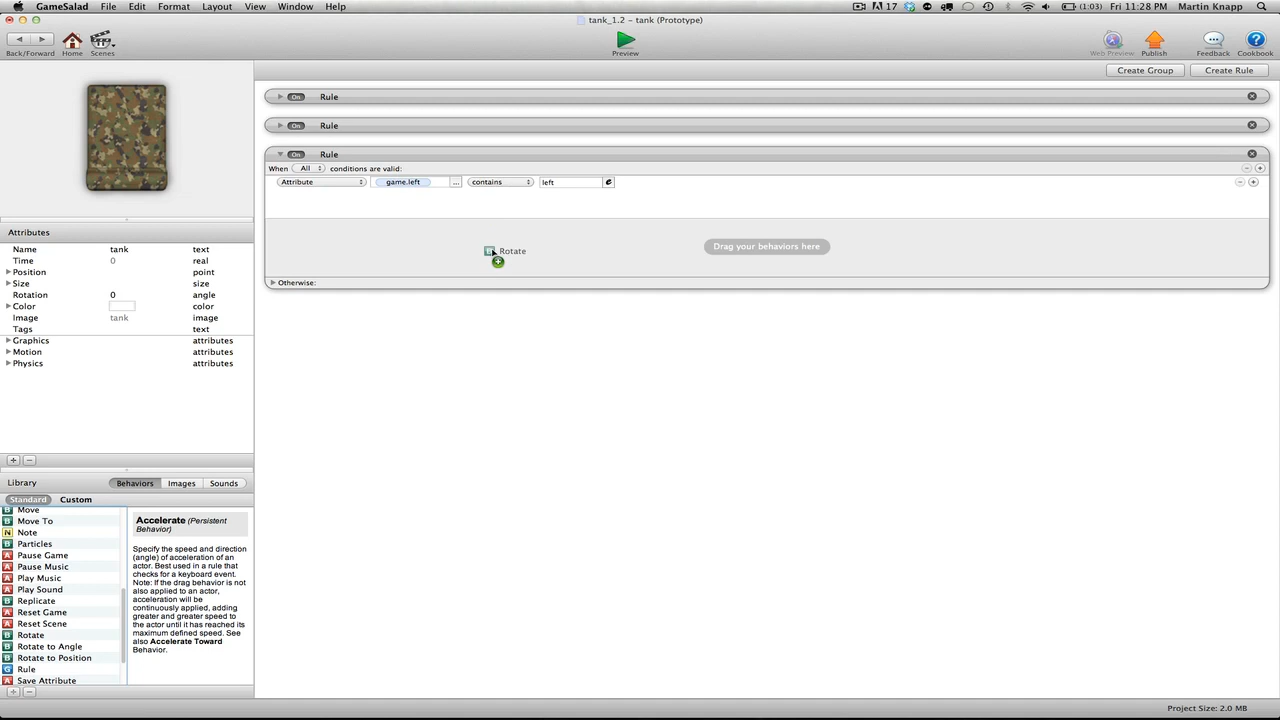 GameSalad File Edit Format Layout View Window Help
17 (1:03) Fri 11:28 PM Martin Knapp
tank_1.2 – tank (Prototype)
Back/Forward Home Scenes Preview Web Preview Publish Feedback Cookbook
Create Group Create Rule
On Rule
On Rule
On Rule
When All conditions are valid:
Attribute game.left ... contains left e
Rotate
Drag your behaviors here
Otherwise:
Attributes
Name tank text
Time 0 real
Position point
Size size
Rotation 0 angle
Color color
Image tank image
Tags text
Graphics attributes
Motion attributes
Physics attributes
Library Behaviors Images Sounds
Standard Custom
Move
Move To
Note
Particles
Pause Game
Pause Music
Play Music
Play Sound
Replicate
Reset Game
Reset Scene
Rotate
Rotate to Angle
Rotate to Position
Rule
Save Attribute
Accelerate (Persistent
Behavior)
Specify the speed and direction
(angle) of acceleration of an
actor. Best used in a rule that
checks for a keyboard event.
Note: If the drag behavior is not
also applied to an actor,
acceleration will be
continuously applied, adding
greater and greater speed to
the actor until it has reached its
maximum defined speed. See
also Accelerate Toward
Behavior.
Project Size: 2.0 MB